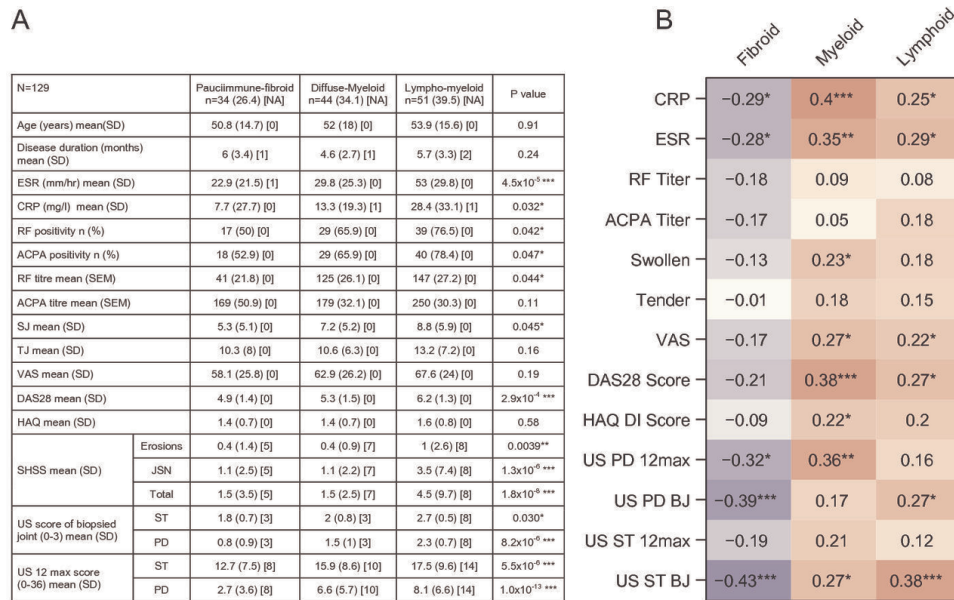 A
N=129 Pauciimmune-fibroid n=34 (26.4) [NA] Diffuse-Myeloid n=44 (34.1) [NA] Lympho-myeloid n=51 (39.5) [NA] P value
Age (years) mean(SD) 50.8 (14.7) [0] 52 (18) [0] 53.9 (15.6) [0] 0.91
Disease duration (months) mean (SD) 6 (3.4) [1] 4.6 (2.7) [1] 5.7 (3.3) [2] 0.24
ESR (mm/hr) mean (SD) 22.9 (21.5) [1] 29.8 (25.3) [0] 53 (29.8) [0] 4.5x10⁻⁵ ***
CRP (mg/l) mean (SD) 7.7 (27.7) [0] 13.3 (19.3) [1] 28.4 (33.1) [1] 0.032*
RF positivity n (%) 17 (50) [0] 29 (65.9) [0] 39 (76.5) [0] 0.042*
ACPA positivity n (%) 18 (52.9) [0] 29 (65.9) [0] 40 (78.4) [0] 0.047*
RF titre mean (SEM) 41 (21.8) [0] 125 (26.1) [0] 147 (27.2) [0] 0.044*
ACPA titre mean (SEM) 169 (50.9) [0] 179 (32.1) [0] 250 (30.3) [0] 0.11
SJ mean (SD) 5.3 (5.1) [0] 7.2 (5.2) [0] 8.8 (5.9) [0] 0.045*
TJ mean (SD) 10.3 (8) [0] 10.6 (6.3) [0] 13.2 (7.2) [0] 0.16
VAS mean (SD) 58.1 (25.8) [0] 62.9 (26.2) [0] 67.6 (24) [0] 0.19
DAS28 mean (SD) 4.9 (1.4) [0] 5.3 (1.5) [0] 6.2 (1.3) [0] 2.9x10⁻⁴ ***
HAQ mean (SD) 1.4 (0.7) [0] 1.4 (0.7) [0] 1.6 (0.8) [0] 0.58
SHSS mean (SD) Erosions 0.4 (1.4) [5] 0.4 (0.9) [7] 1 (2.6) [8] 0.0039**
JSN 1.1 (2.5) [5] 1.1 (2.2) [7] 3.5 (7.4) [8] 1.3x10⁻⁶ ***
Total 1.5 (3.5) [5] 1.5 (2.5) [7] 4.5 (9.7) [8] 1.8x10⁻⁸ ***
US score of biopsied joint (0-3) mean (SD) ST 1.8 (0.7) [3] 2 (0.8) [3] 2.7 (0.5) [8] 0.030*
PD 0.8 (0.9) [3] 1.5 (1) [3] 2.3 (0.7) [8] 8.2x10⁻⁶ ***
US 12 max score (0-36) mean (SD) ST 12.7 (7.5) [8] 15.9 (8.6) [10] 17.5 (9.6) [14] 5.5x10⁻⁶ ***
PD 2.7 (3.6) [8] 6.6 (5.7) [10] 8.1 (6.6) [14] 1.0x10⁻¹³ ***
B
Fibroid Myeloid Lymphoid
CRP −0.29* 0.4*** 0.25*
ESR −0.28* 0.35** 0.29*
RF Titer −0.18 0.09 0.08
ACPA Titer −0.17 0.05 0.18
Swollen −0.13 0.23* 0.18
Tender −0.01 0.18 0.15
VAS −0.17 0.27* 0.22*
DAS28 Score −0.21 0.38*** 0.27*
HAQ DI Score −0.09 0.22* 0.2
US PD 12max −0.32* 0.36** 0.16
US PD BJ −0.39*** 0.17 0.27*
US ST 12max −0.19 0.21 0.12
US ST BJ −0.43*** 0.27* 0.38***